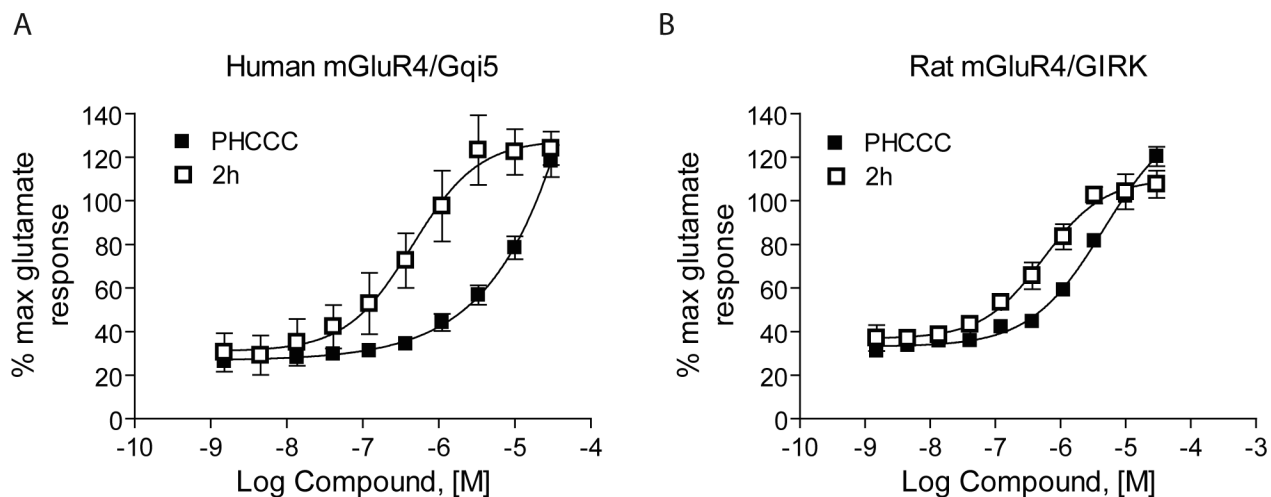 A
Human mGluR4/Gqi5
PHCCC
2h
% max glutamate
response
140
120
100
80
60
40
20
0
-10
-9
-8
-7
-6
-5
-4
Log Compound, [M]
B
Rat mGluR4/GIRK
PHCCC
2h
% max glutamate
response
140
120
100
80
60
40
20
0
-10
-9
-8
-7
-6
-5
-4
-3
Log Compound, [M]